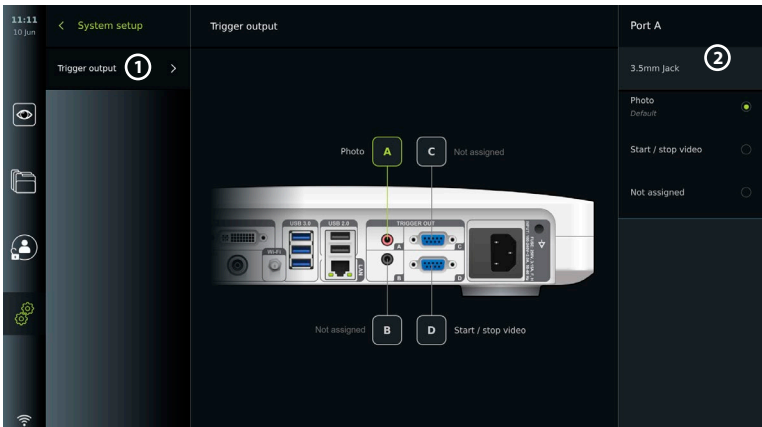 11:11
10 Jun
System setup
Trigger output
Port A
Trigger output
1
3.5mm Jack
2
Photo
Default
Start / stop video
Not assigned
Photo
A
C
Not assigned
USB 3.0
USB 2.0
TRIGGER OUT
Wi-Fi
LAN
A
C
B
D
Not assigned
B
D
Start / stop video